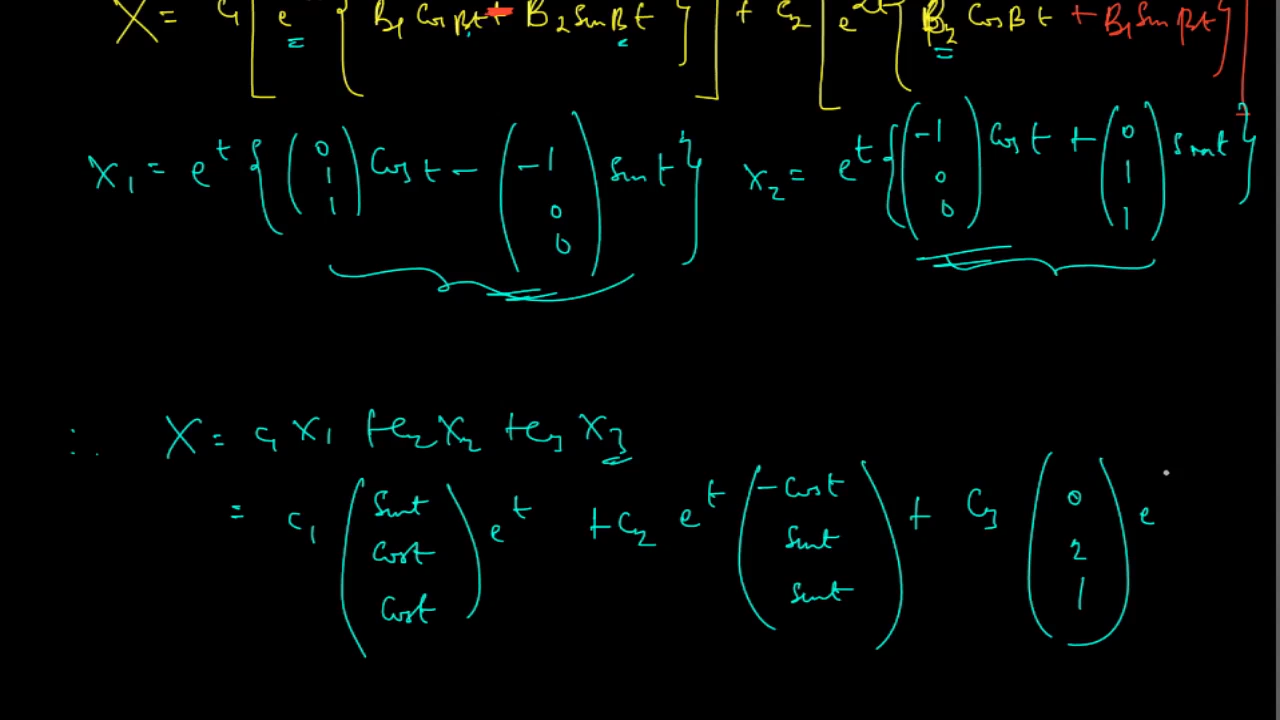 X = C₁ [ e { B₁ Cos βt + B₂ Sin βt } ] + C₂ [ e^αt { B₂ Cos β t + B₁ Sin βt } ]
X₁ = e^t { (0 1 1) Cos t − (-1 0 0) Sin t } X₂ = e^t { (-1 0 0) Cos t + (0 1 1) Sin t }
∴ X = C₁ X₁ + C₂ X₂ + C₃ X₃
= C₁ (Sin t Cos t Cos t) e^t + C₂ e^t (-Cos t Sin t Sin t) + C₃ (0 2 1) e